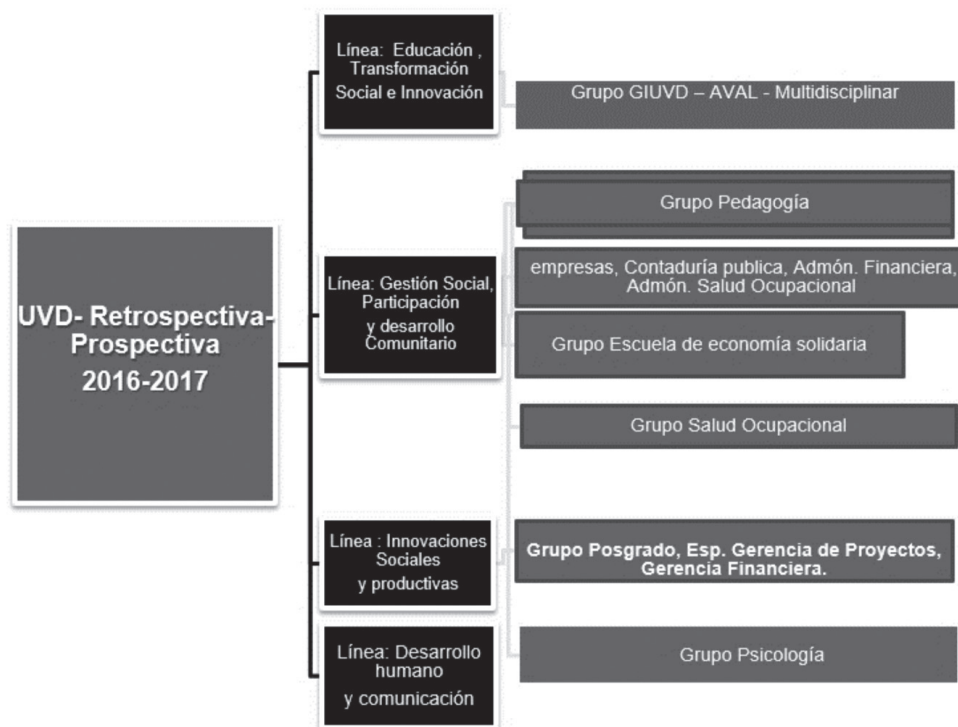 UVD- Retrospectiva-
Prospectiva
2016-2017
Línea: Educación ,
Transformación
Social e Innovación
Grupo GIUVD – AVAL - Multidisciplinar
Línea: Gestión Social,
Participación
y desarrollo
Comunitario
Grupo Pedagogía
empresas, Contaduría publica, Admón. Financiera,
Admón. Salud Ocupacional
Grupo Escuela de economía solidaria
Grupo Salud Ocupacional
Línea : Innovaciones
Sociales
y productivas
Grupo Posgrado, Esp. Gerencia de Proyectos,
Gerencia Financiera.
Línea: Desarrollo
humano
y comunicación
Grupo Psicología